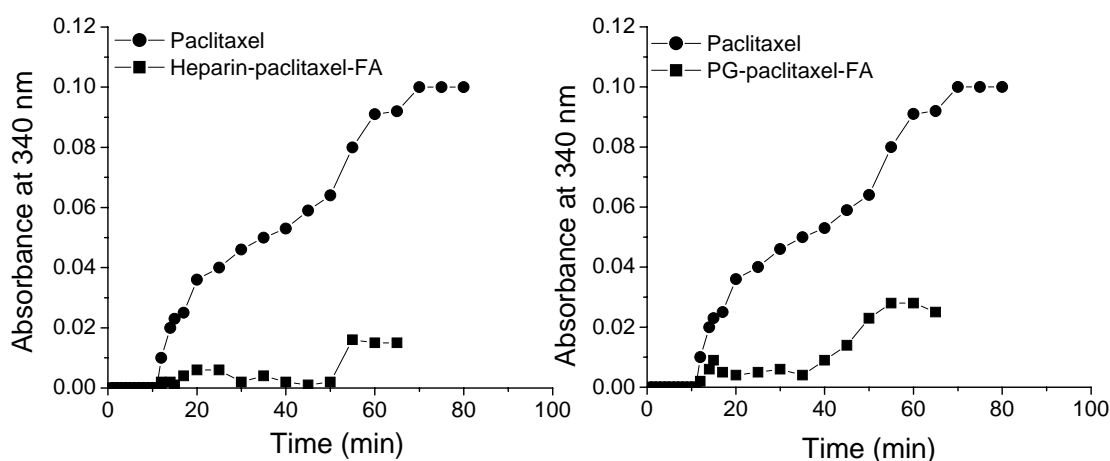 0.12
0.10
0.08
0.06
0.04
0.02
0.00
0 20 40 60 80 100
Absorbance at 340 nm
Time (min)
Paclitaxel
Heparin-paclitaxel-FA
0.12
0.10
0.08
0.06
0.04
0.02
0.00
0 20 40 60 80 100
Absorbance at 340 nm
Time (min)
Paclitaxel
PG-paclitaxel-FA